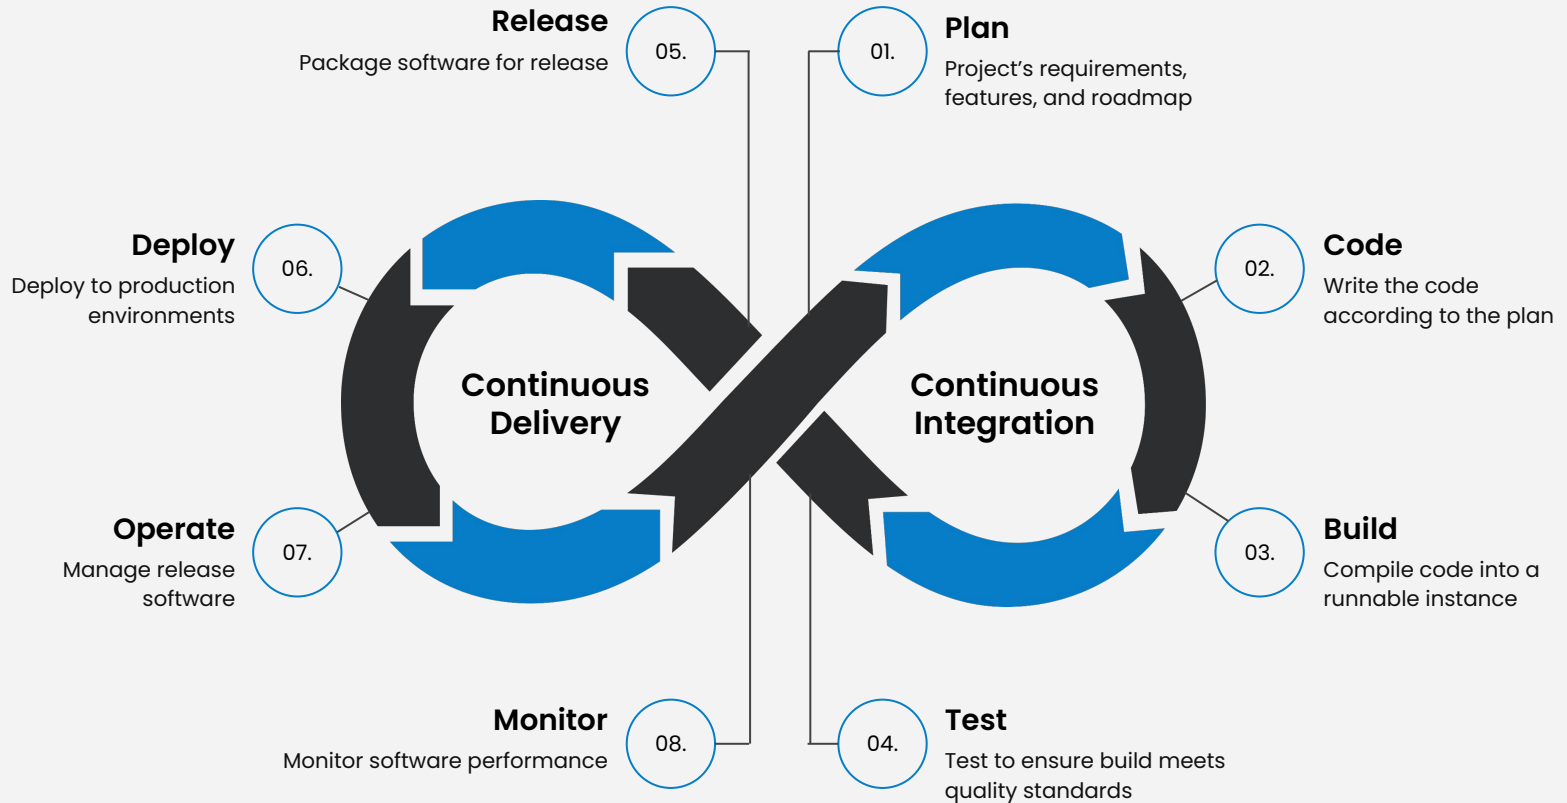 Release
Package software for release
05.
01.
Plan
Project’s requirements,
features, and roadmap
Deploy
Deploy to production
environments
06.
02.
Code
Write the code
according to the plan
Continuous
Delivery
Continuous
Integration
Operate
Manage release
software
07.
03.
Build
Compile code into a
runnable instance
Monitor
Monitor software performance
08.
04.
Test
Test to ensure build meets
quality standards